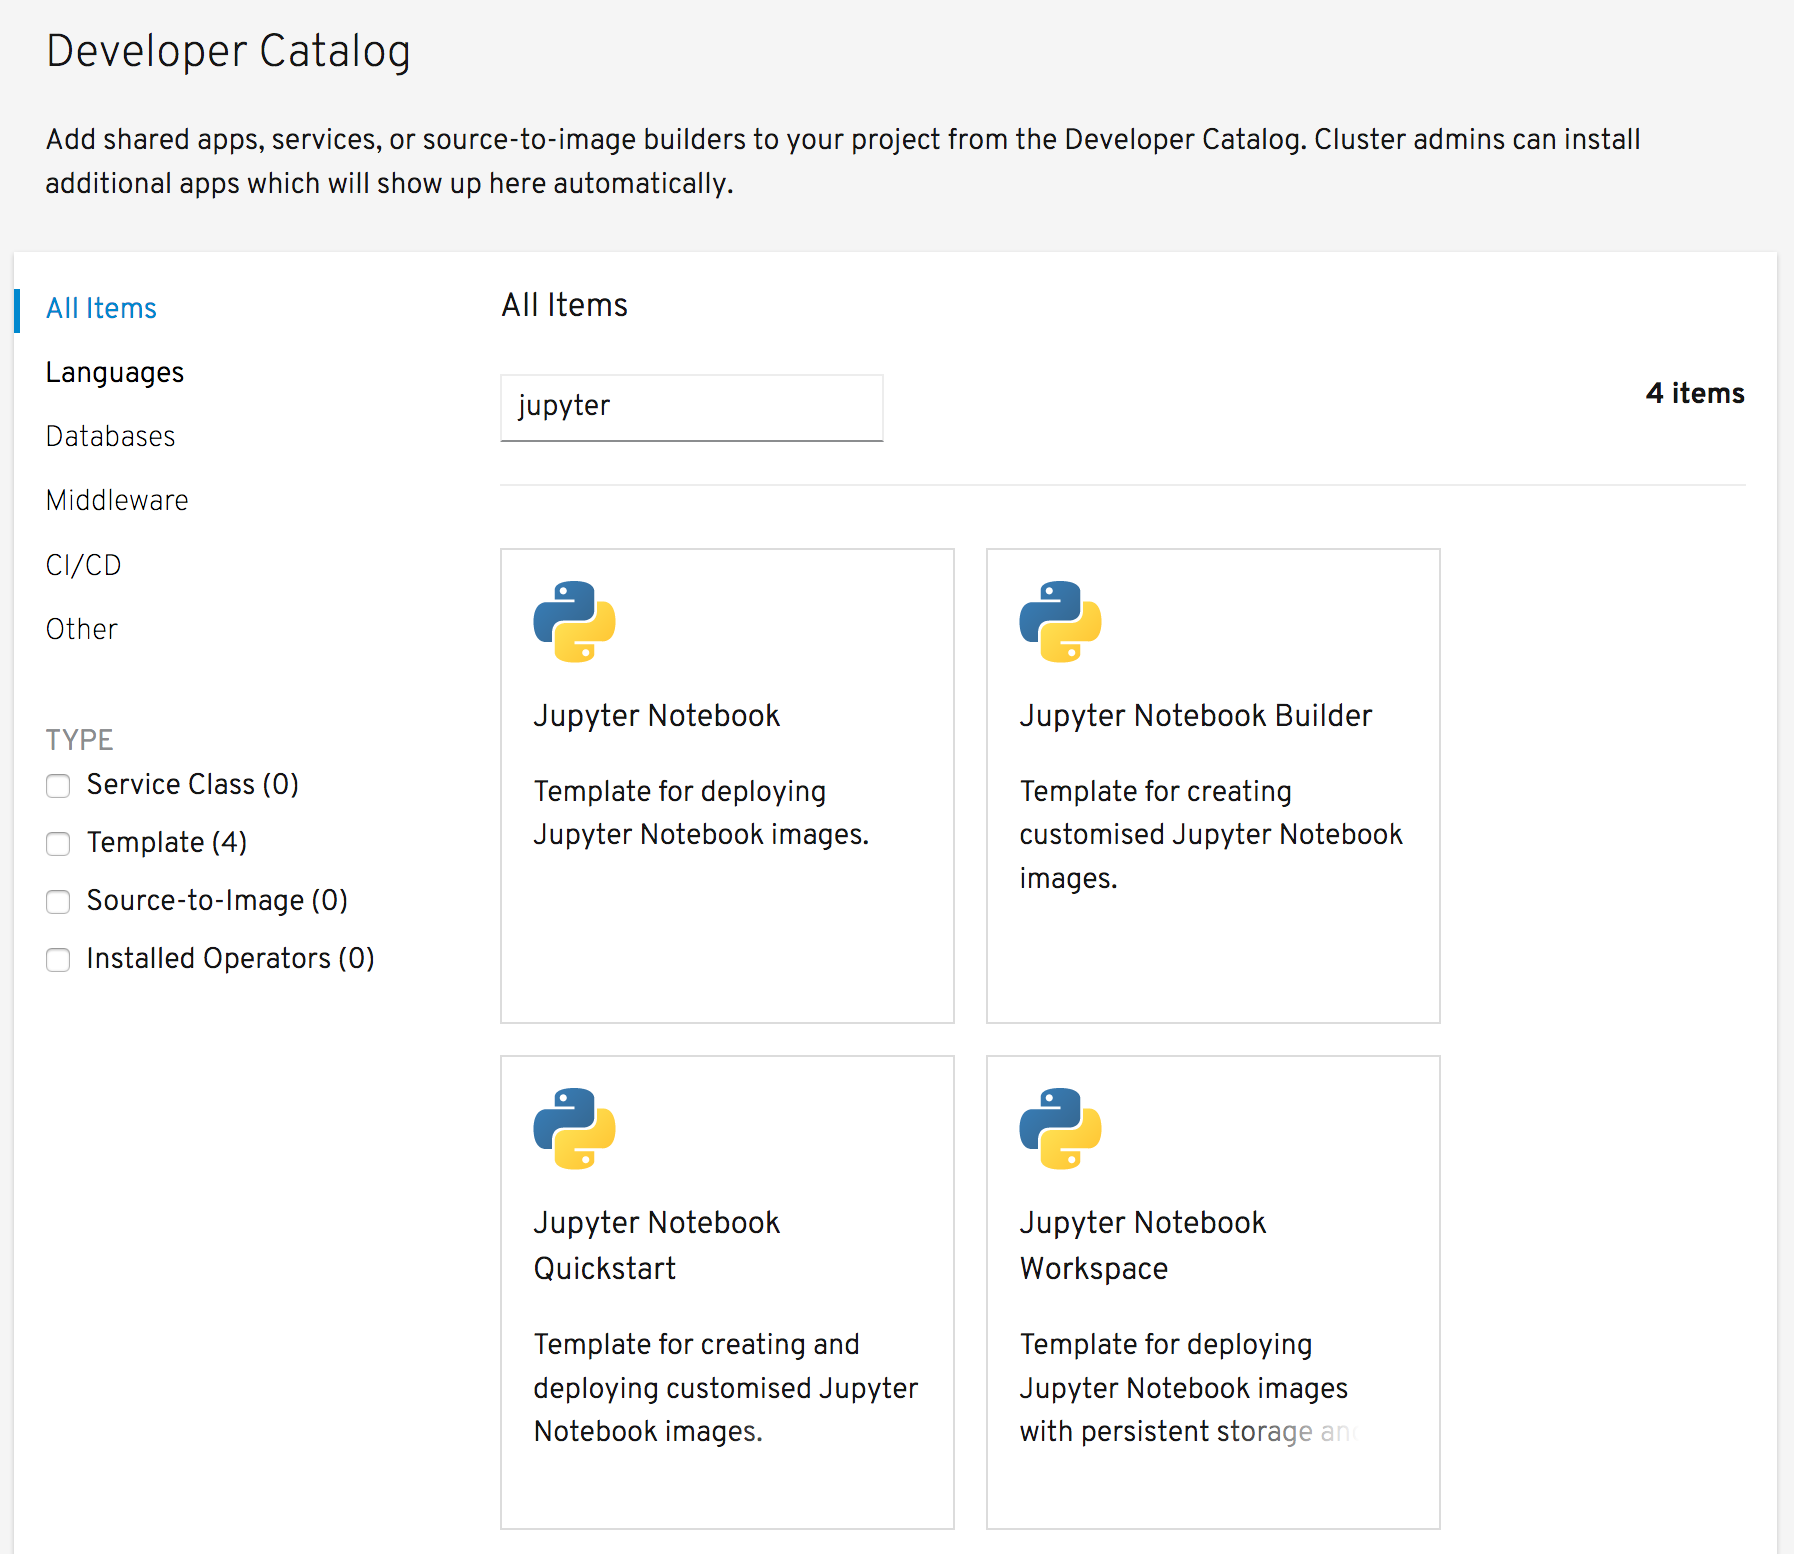 Developer Catalog
Add shared apps, services, or source-to-image builders to your project from the Developer Catalog. Cluster admins can install
additional apps which will show up here automatically.
All Items
Languages
Databases
Middleware
CI/CD
Other
TYPE
Service Class (0)
Template (4)
Source-to-Image (0)
Installed Operators (0)
All Items
jupyter
4 items
Jupyter Notebook
Template for deploying
Jupyter Notebook images.
Jupyter Notebook Builder
Template for creating
customised Jupyter Notebook
images.
Jupyter Notebook
Quickstart
Template for creating and
deploying customised Jupyter
Notebook images.
Jupyter Notebook
Workspace
Template for deploying
Jupyter Notebook images
with persistent storage and